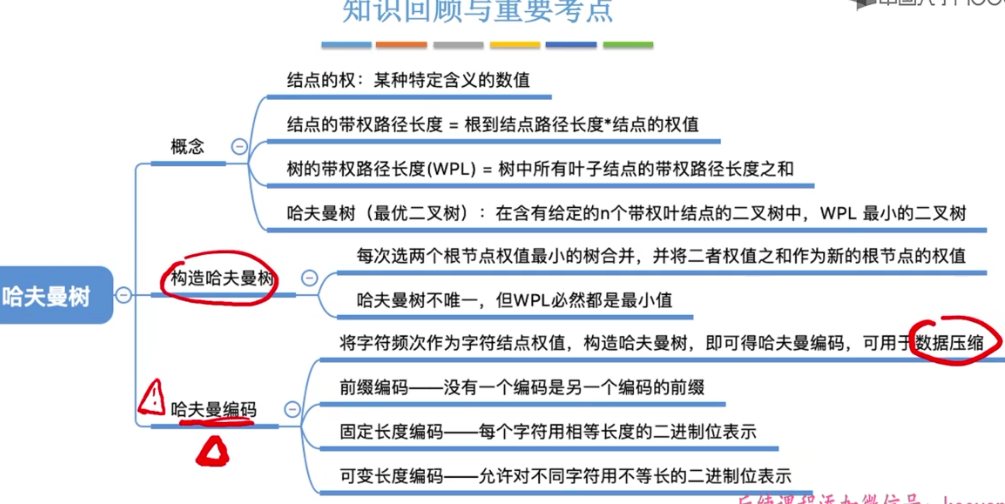 知识回顾与重要考点
结点的权：某种特定含义的数值
结点的带权路径长度 = 根到结点路径长度*结点的权值
概念
树的带权路径长度(WPL) = 树中所有叶子结点的带权路径长度之和
哈夫曼树（最优二叉树）：在含有给定的n个带权叶结点的二叉树中，WPL 最小的二叉树
每次选两个根节点权值最小的树合并，并将二者权值之和作为新的根节点的权值
构造哈夫曼树
哈夫曼树
哈夫曼树不唯一，但WPL必然都是最小值
将字符频次作为字符结点权值，构造哈夫曼树，即可得哈夫曼编码，可用于数据压缩
前缀编码——没有一个编码是另一个编码的前缀
哈夫曼编码
固定长度编码——每个字符用相等长度的二进制位表示
可变长度编码——允许对不同字符用不等长的二进制位表示